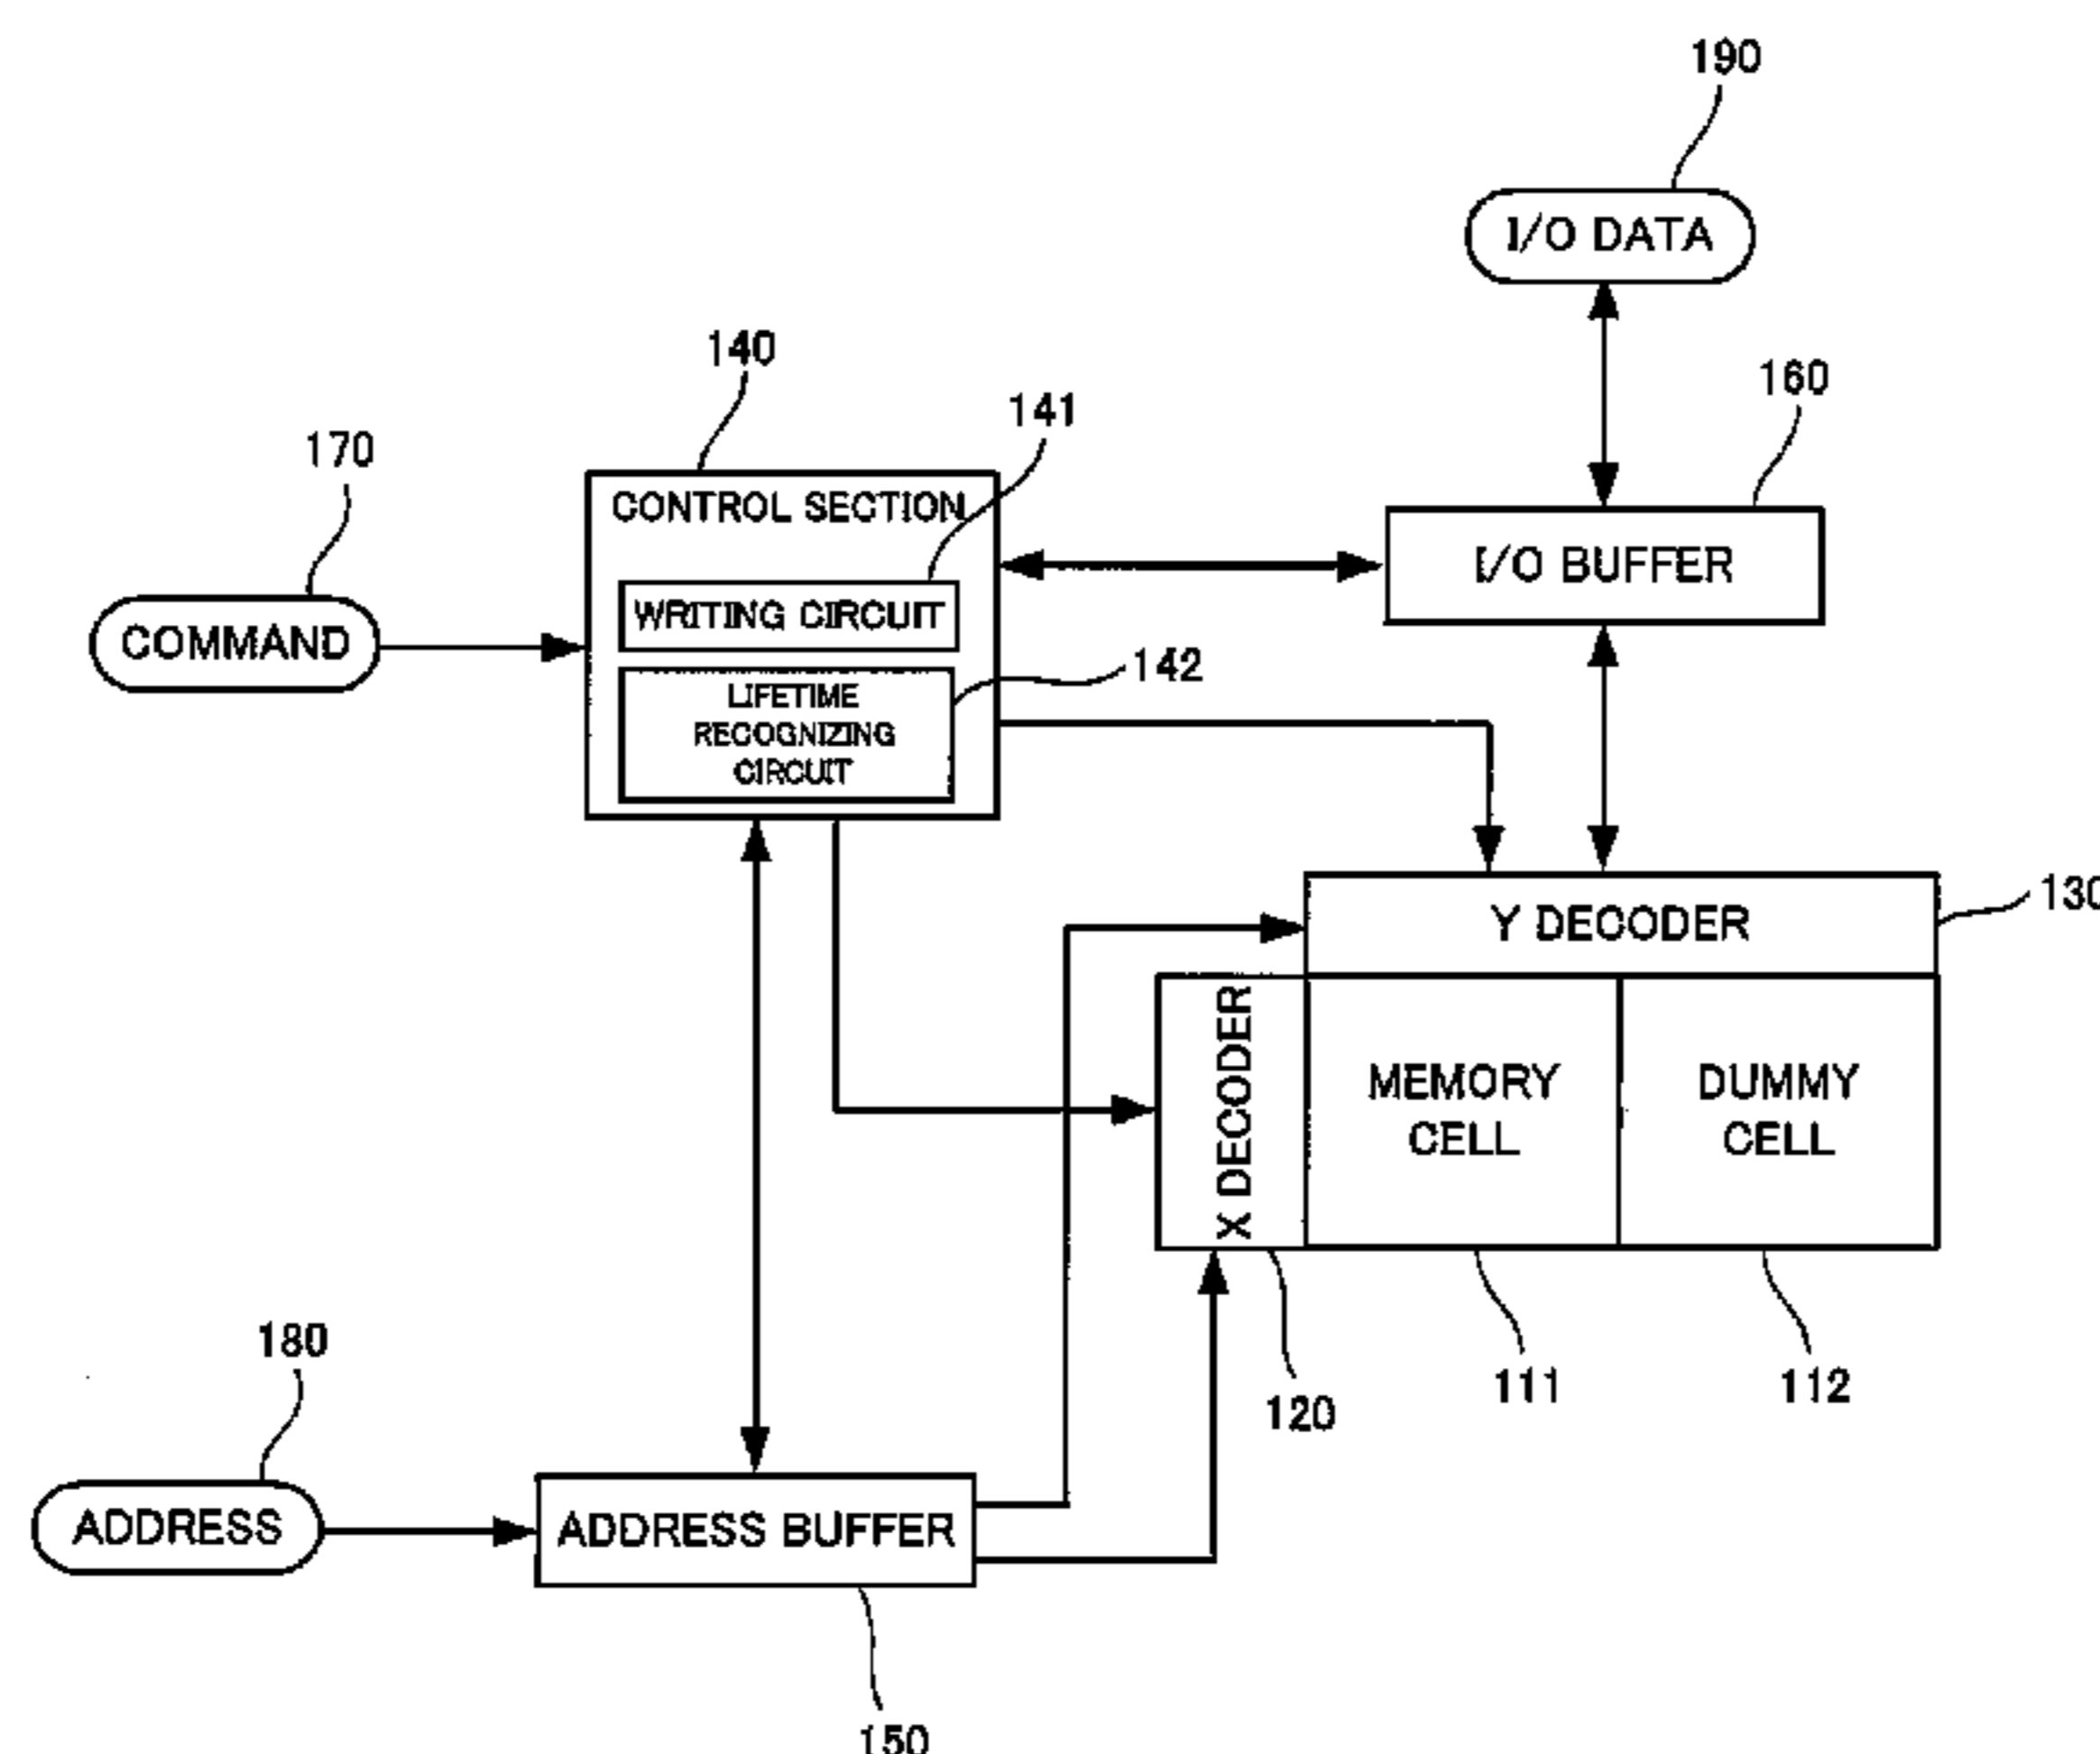 190
I/O DATA
140
160
141
170
CONTROL SECTION
I/O BUFFER
WRITING CIRCUIT
COMMAND
142
LIFETIME
RECOGNIZING
CIRCUIT
130
Y DECODER
X DECODER
MEMORY
CELL
DUMMY
CELL
180
120
111
112
ADDRESS
ADDRESS BUFFER
150